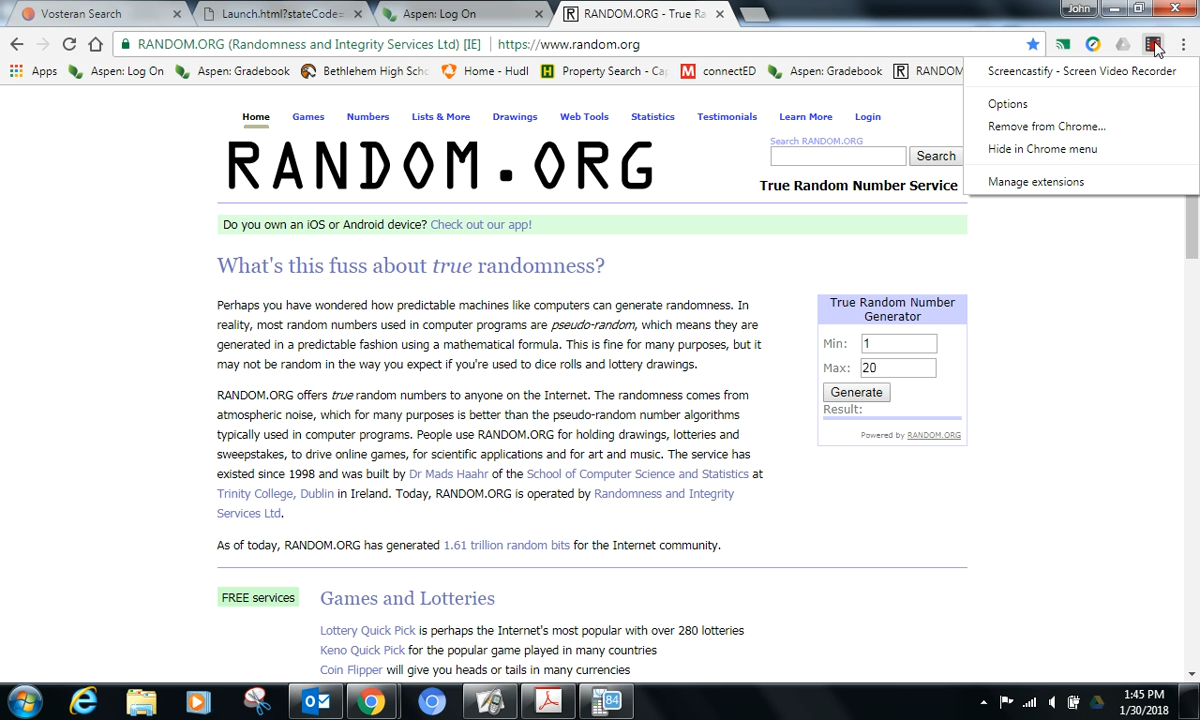 Vosteran Search
Launch.html?stateCode=
Aspen: Log On
RANDOM.ORG - True Ra
John
RANDOM.ORG (Randomness and Integrity Services Ltd) [IE] | https://www.random.org
Apps
Aspen: Log On
Aspen: Gradebook
Bethlehem High Scho
Home - Hudl
Property Search - Cap
connectED
Aspen: Gradebook
RANDOM
Screencastify - Screen Video Recorder
Options
Remove from Chrome...
Hide in Chrome menu
Manage extensions
Home
Games
Numbers
Lists & More
Drawings
Web Tools
Statistics
Testimonials
Learn More
Login
RANDOM.ORG
Search RANDOM.ORG
Search
True Random Number Service
Do you own an iOS or Android device? Check out our app!
What's this fuss about true randomness?
Perhaps you have wondered how predictable machines like computers can generate randomness. In
reality, most random numbers used in computer programs are pseudo-random, which means they are
generated in a predictable fashion using a mathematical formula. This is fine for many purposes, but it
may not be random in the way you expect if you're used to dice rolls and lottery drawings.
RANDOM.ORG offers true random numbers to anyone on the Internet. The randomness comes from
atmospheric noise, which for many purposes is better than the pseudo-random number algorithms
typically used in computer programs. People use RANDOM.ORG for holding drawings, lotteries and
sweepstakes, to drive online games, for scientific applications and for art and music. The service has
existed since 1998 and was built by Dr Mads Haahr of the School of Computer Science and Statistics at
Trinity College, Dublin in Ireland. Today, RANDOM.ORG is operated by Randomness and Integrity
Services Ltd.
As of today, RANDOM.ORG has generated 1.61 trillion random bits for the Internet community.
True Random Number
Generator
Min: 1
Max: 20
Generate
Result:
Powered by RANDOM.ORG
FREE services
Games and Lotteries
Lottery Quick Pick is perhaps the Internet's most popular with over 280 lotteries
Keno Quick Pick for the popular game played in many countries
Coin Flipper will give you heads or tails in many currencies
84
1:45 PM
1/30/2018